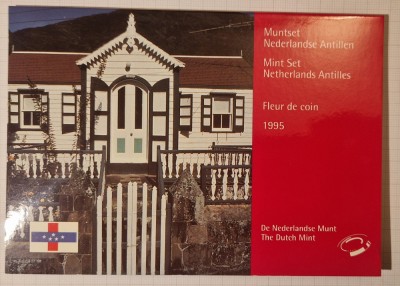 Muntset
Nederlandse Antillen
Mint Set
Netherlands Antilles
Fleur de coin
1995
De Nederlandse Munt
The Dutch Mint